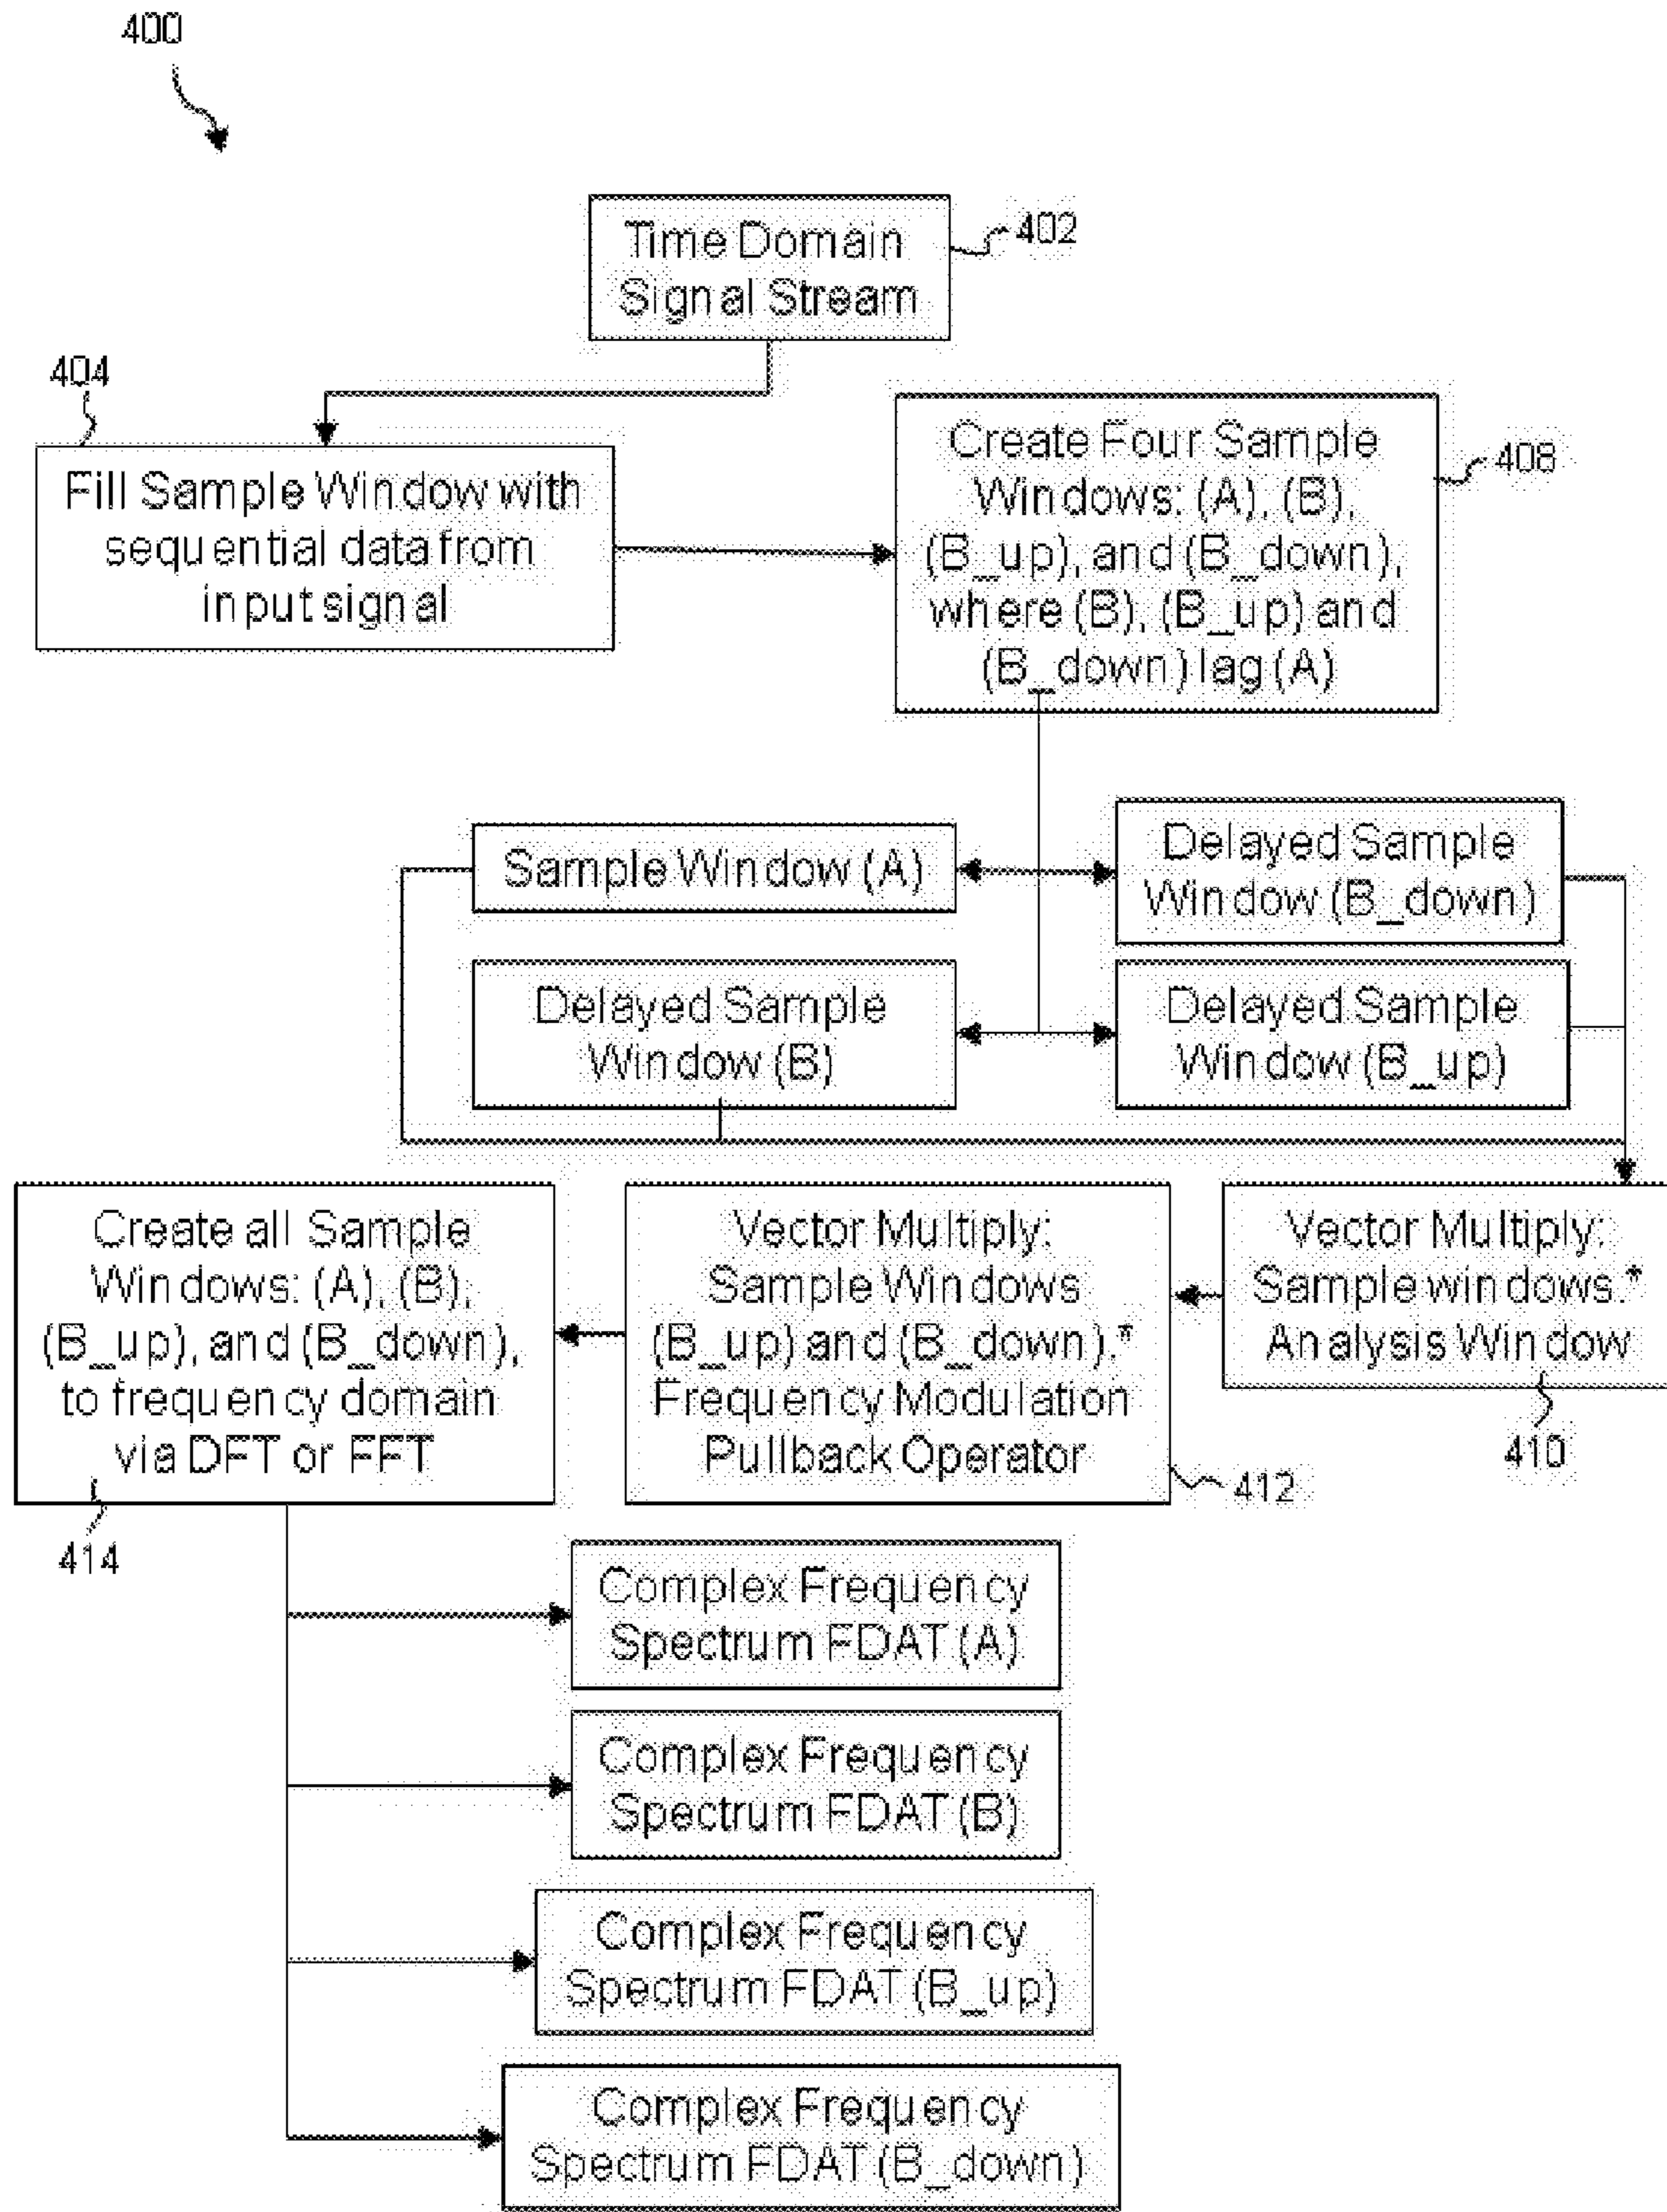 400
Time Domain
Signal Stream
402
404
Fill Sample Window with
sequential data from
input signal
Create Four Sample
Windows: (A), (B),
(B_up), and (B_down),
where (B), (B_up) and
(B_down) lag (A)
408
Sample Window (A)
Delayed Sample
Window (B_down)
Delayed Sample
Window (B)
Delayed Sample
Window (B_up)
Create all Sample
Windows: (A), (B),
(B_up), and (B_down),
to frequency domain
via DFT or FFT
414
Vector Multiply:
Sample Windows
(B_up) and (B_down).*
Frequency Modulation
Pullback Operator
412
Vector Multiply:
Sample windows.*
Analysis Window
410
Complex Frequency
Spectrum FDAT (A)
Complex Frequency
Spectrum FDAT (B)
Complex Frequency
Spectrum FDAT (B_up)
Complex Frequency
Spectrum FDAT (B_down)